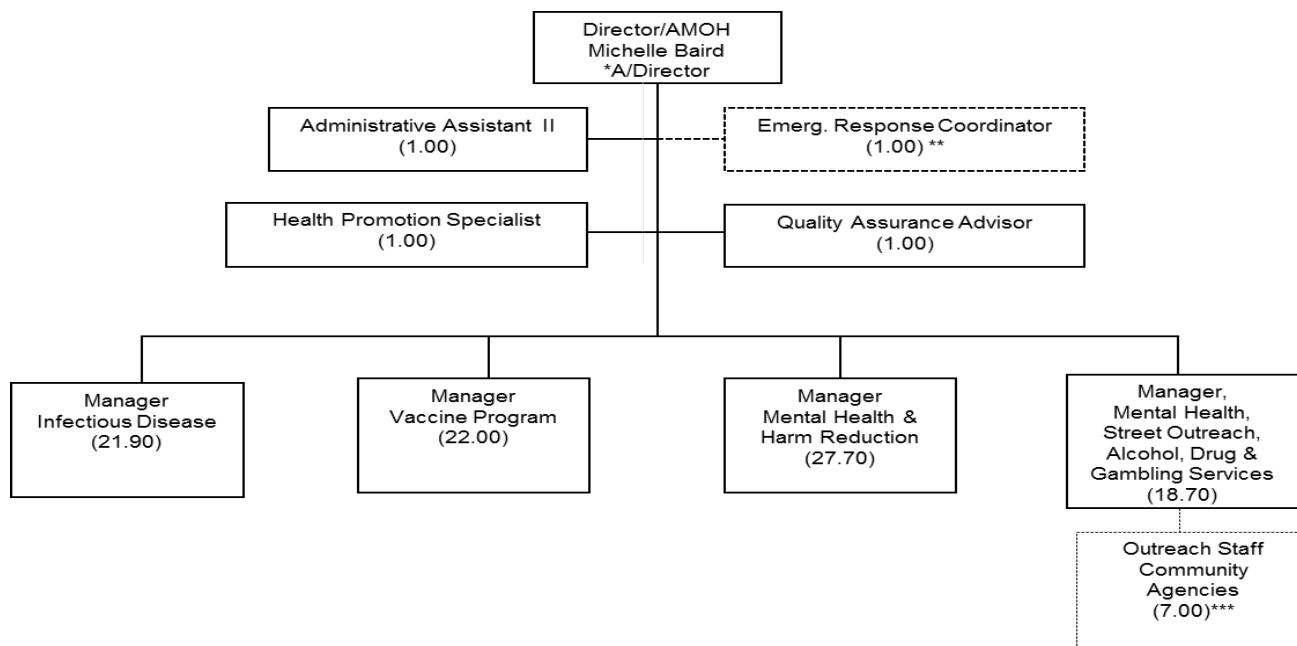 Director/AMOH
Michelle Baird
*A/Director
Administrative Assistant II
(1.00)
Emerg. Response Coordinator
(1.00) **
Health Promotion Specialist
(1.00)
Quality Assurance Advisor
(1.00)
Manager
Infectious Disease
(21.90)
Manager
Vaccine Program
(22.00)
Manager
Mental Health &
Harm Reduction
(27.70)
Manager,
Mental Health,
Street Outreach,
Alcohol, Drug &
Gambling Services
(18.70)
Outreach Staff
Community
Agencies
(7.00)***